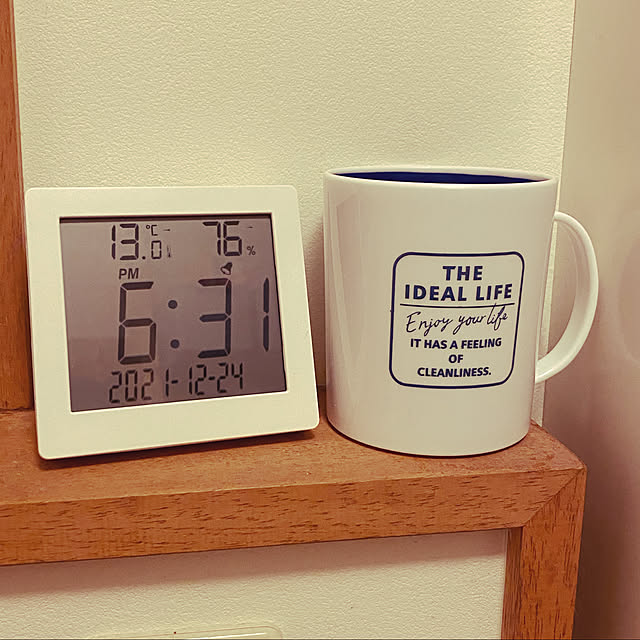 13.0 °C 76 %
PM
6:31
2021-12-24
THE
IDEAL LIFE
Enjoy your life
IT HAS A FEELING
OF
CLEANLINESS.